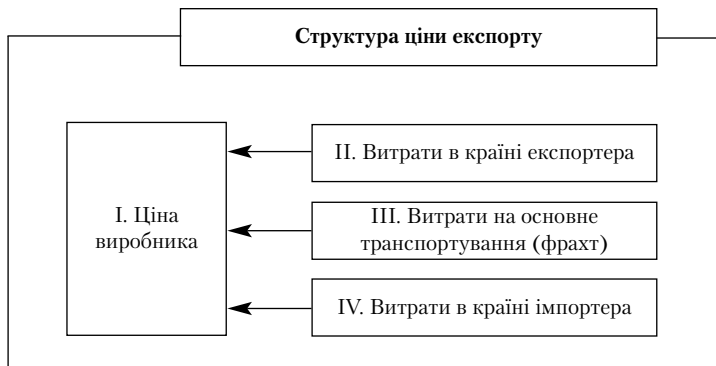 Структура ціни експорту
I. Ціна
виробника
II. Витрати в країні експортера
III. Витрати на основне
транспортування (фрахт)
IV. Витрати в країні імпортера